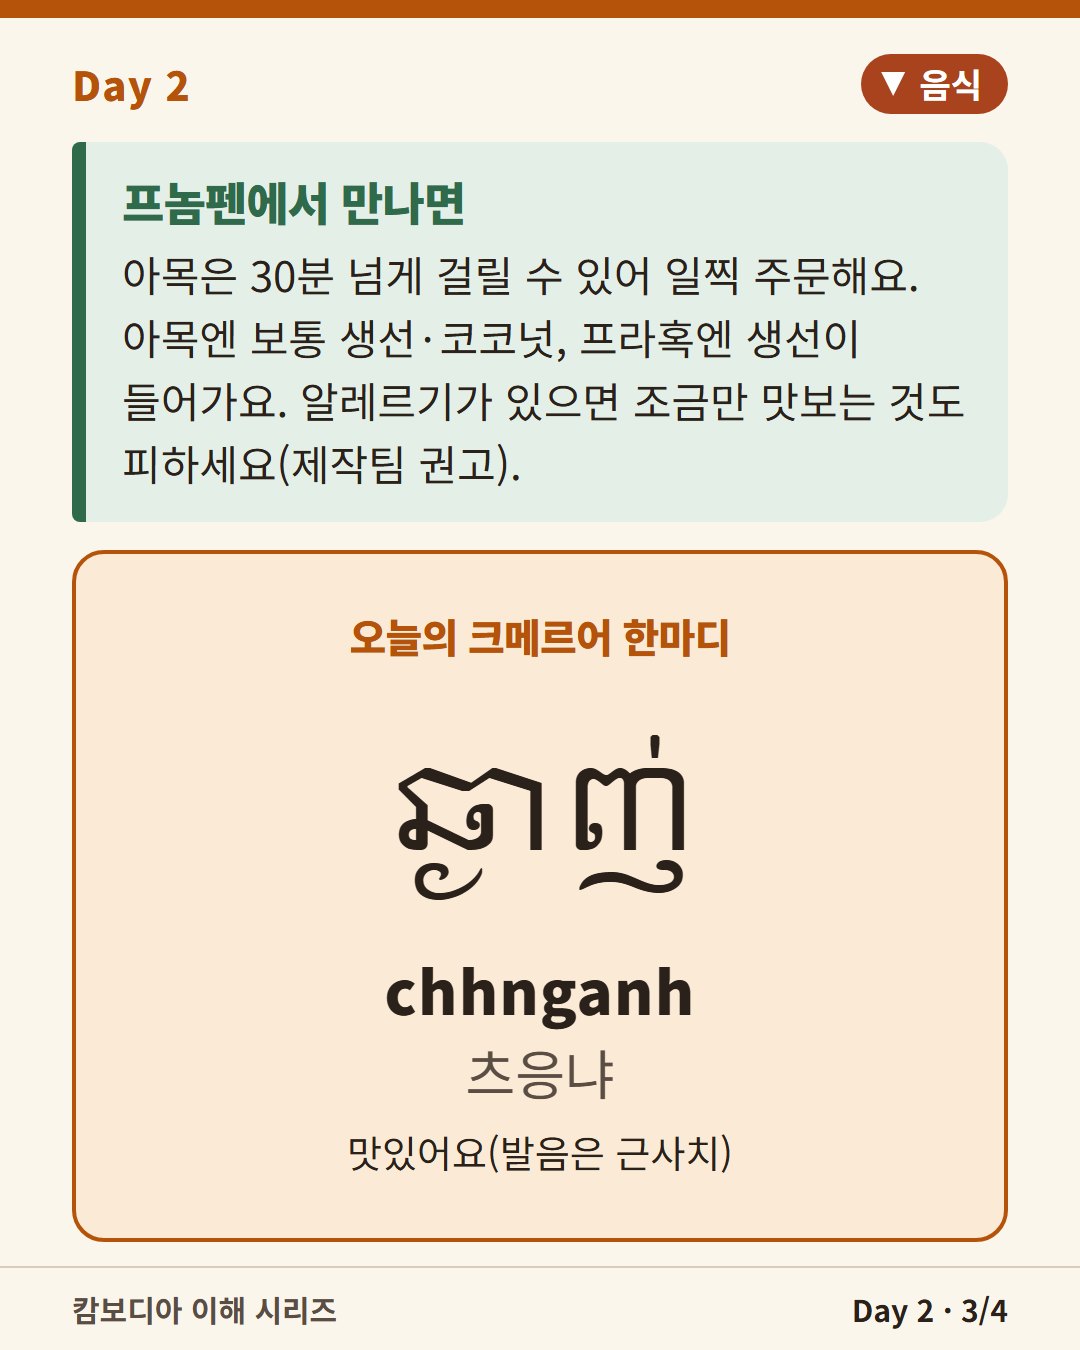 Day 2
▼ 음식
프놈펜에서 만나면
아목은 30분 넘게 걸릴 수 있어 일찍 주문해요.
아목엔 보통 생선·코코넛, 프라혹엔 생선이
들어가요. 알레르기가 있으면 조금만 맛보는 것도
피하세요(제작팀 권고).
오늘의 크메르어 한마디
ឆ្ងាញ់
chhnganh
츠응냐
맛있어요(발음은 근사치)
캄보디아 이해 시리즈
Day 2 · 3/4